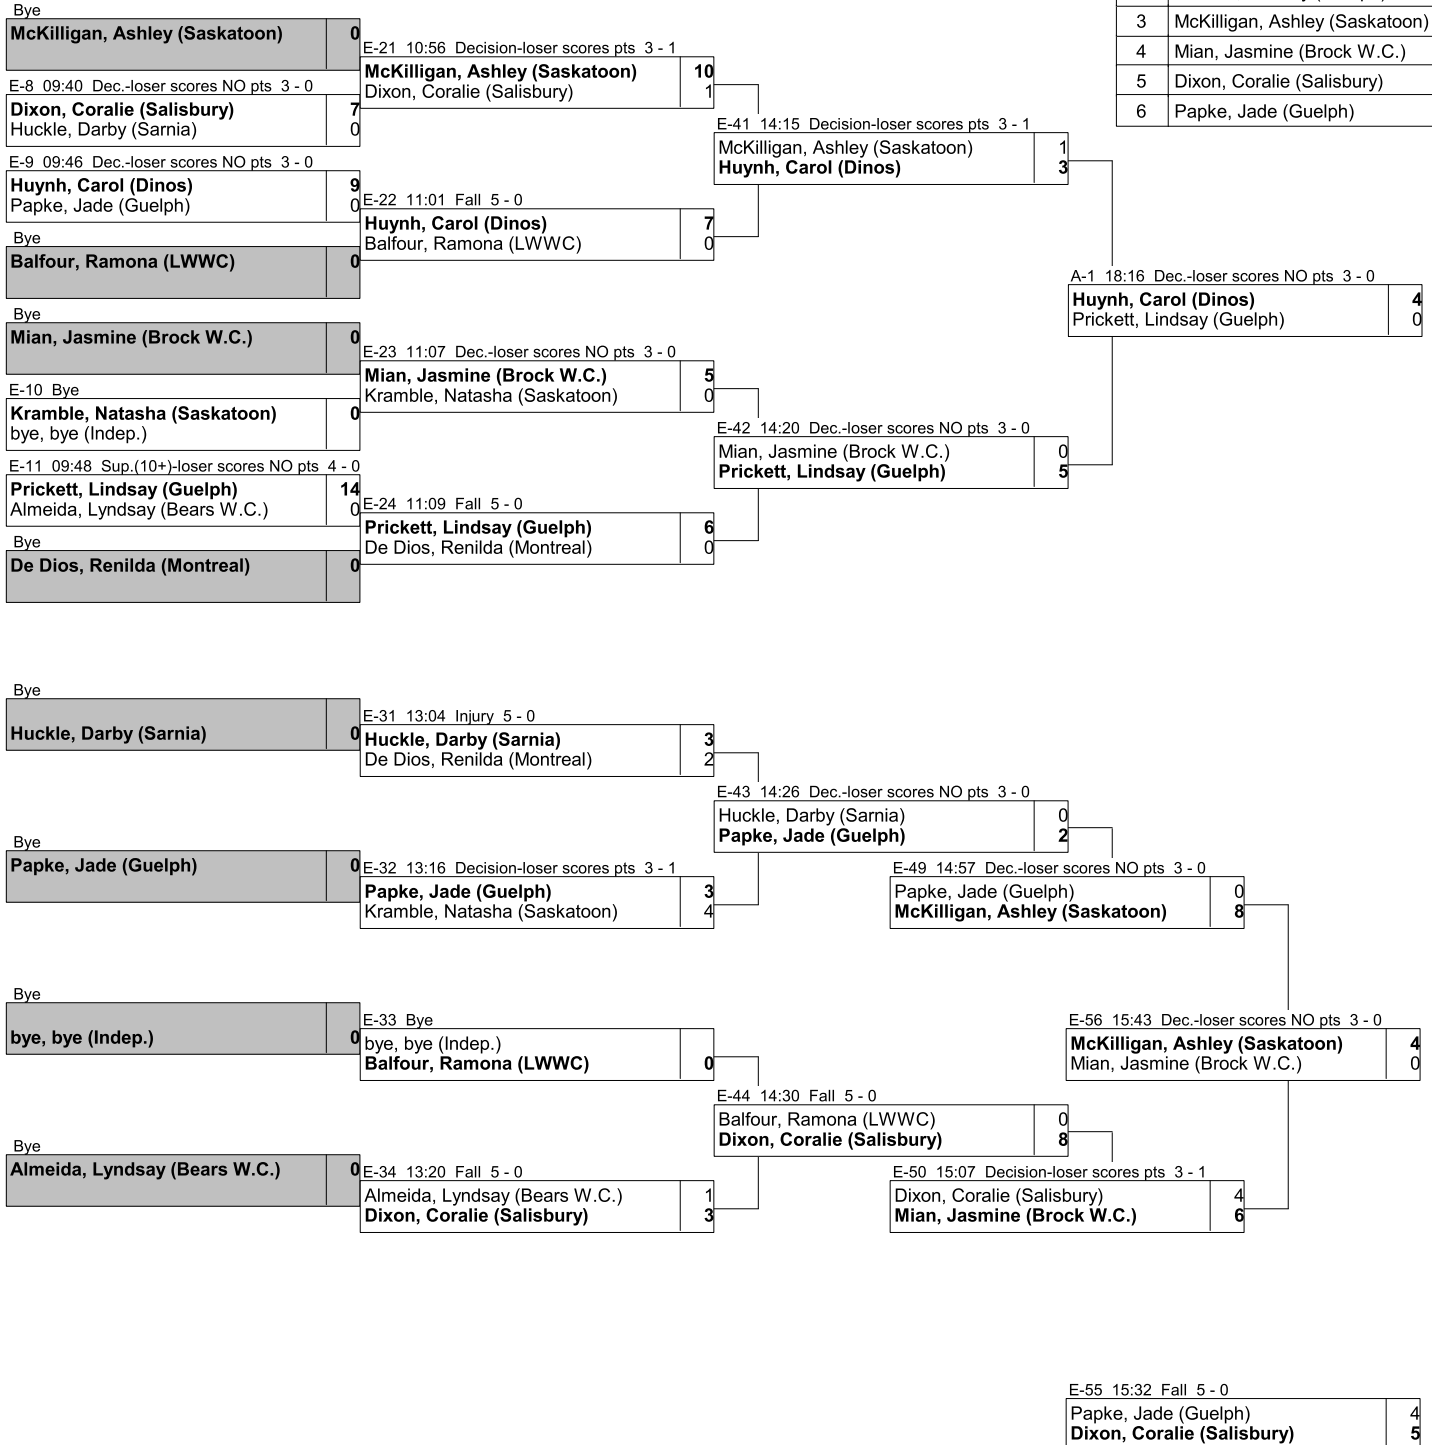 Bye
McKilligan, Ashley (Saskatoon) 0
E-8 09:40 Dec.-loser scores NO pts 3 - 0
Dixon, Coralie (Salisbury) 7
Huckle, Darby (Sarnia) 0
E-9 09:46 Dec.-loser scores NO pts 3 - 0
Huynh, Carol (Dinos) 9
Papke, Jade (Guelph) 0
Bye
Balfour, Ramona (LWWC) 0
Bye
Mian, Jasmine (Brock W.C.) 0
E-10 Bye
Kramble, Natasha (Saskatoon) 0
bye, bye (Indep.)
E-11 09:48 Sup.(10+)-loser scores NO pts 4 - 0
Prickett, Lindsay (Guelph) 14
Almeida, Lyndsay (Bears W.C.) 0
Bye
De Dios, Renilda (Montreal) 0
E-21 10:56 Decision-loser scores pts 3 - 1
McKilligan, Ashley (Saskatoon) 10
Dixon, Coralie (Salisbury) 1
E-22 11:01 Fall 5 - 0
Huynh, Carol (Dinos) 7
Balfour, Ramona (LWWC) 0
E-23 11:07 Dec.-loser scores NO pts 3 - 0
Mian, Jasmine (Brock W.C.) 5
Kramble, Natasha (Saskatoon) 0
E-24 11:09 Fall 5 - 0
Prickett, Lindsay (Guelph) 6
De Dios, Renilda (Montreal) 0
E-41 14:15 Decision-loser scores pts 3 - 1
McKilligan, Ashley (Saskatoon) 1
Huynh, Carol (Dinos) 3
E-42 14:20 Dec.-loser scores NO pts 3 - 0
Mian, Jasmine (Brock W.C.) 0
Prickett, Lindsay (Guelph) 5
3 McKilligan, Ashley (Saskatoon)
4 Mian, Jasmine (Brock W.C.)
5 Dixon, Coralie (Salisbury)
6 Papke, Jade (Guelph)
A-1 18:16 Dec.-loser scores NO pts 3 - 0
Huynh, Carol (Dinos) 4
Prickett, Lindsay (Guelph) 0
Bye
Huckle, Darby (Sarnia) 0
Bye
Papke, Jade (Guelph) 0
Bye
bye, bye (Indep.) 0
Bye
Almeida, Lyndsay (Bears W.C.) 0
E-31 13:04 Injury 5 - 0
Huckle, Darby (Sarnia) 3
De Dios, Renilda (Montreal) 2
E-32 13:16 Decision-loser scores pts 3 - 1
Papke, Jade (Guelph) 3
Kramble, Natasha (Saskatoon) 4
E-33 Bye
bye, bye (Indep.)
Balfour, Ramona (LWWC) 0
E-34 13:20 Fall 5 - 0
Almeida, Lyndsay (Bears W.C.) 1
Dixon, Coralie (Salisbury) 3
E-43 14:26 Dec.-loser scores NO pts 3 - 0
Huckle, Darby (Sarnia) 0
Papke, Jade (Guelph) 2
E-44 14:30 Fall 5 - 0
Balfour, Ramona (LWWC) 0
Dixon, Coralie (Salisbury) 8
E-49 14:57 Dec.-loser scores NO pts 3 - 0
Papke, Jade (Guelph) 0
McKilligan, Ashley (Saskatoon) 8
E-50 15:07 Decision-loser scores pts 3 - 1
Dixon, Coralie (Salisbury) 4
Mian, Jasmine (Brock W.C.) 6
E-56 15:43 Dec.-loser scores NO pts 3 - 0
McKilligan, Ashley (Saskatoon) 4
Mian, Jasmine (Brock W.C.) 0
E-55 15:32 Fall 5 - 0
Papke, Jade (Guelph) 4
Dixon, Coralie (Salisbury) 5